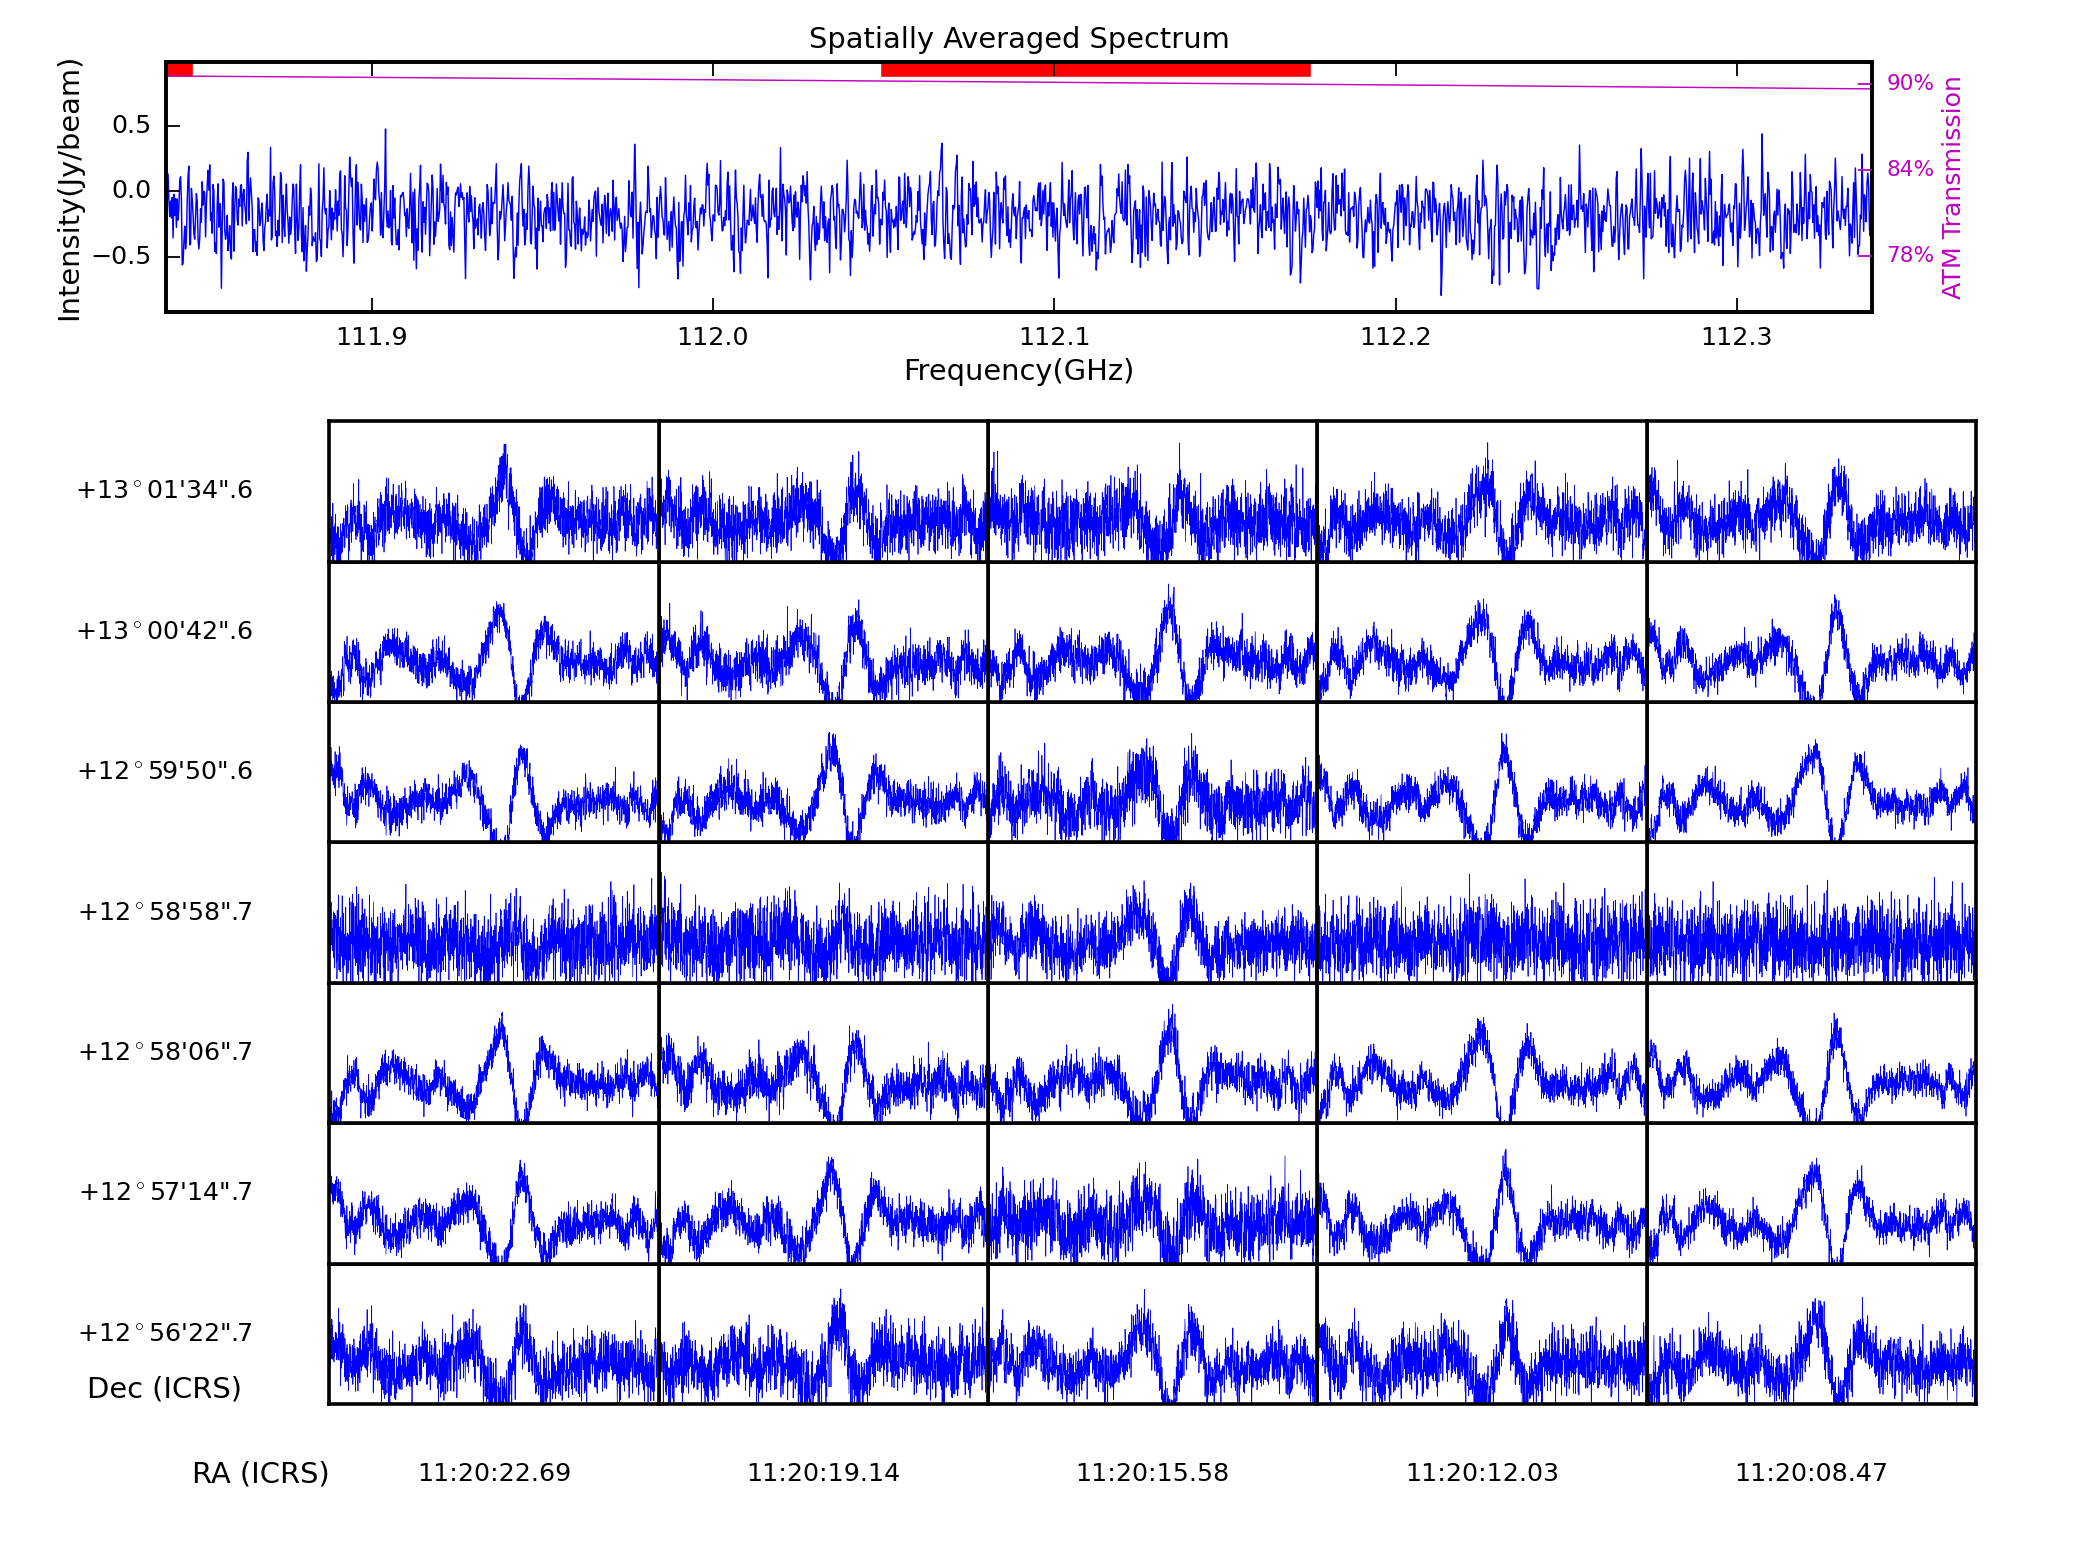 Spatially Averaged Spectrum
Intensity(Jy/beam)
0.5
0.0
−0.5
90%
84%
78%
ATM Transmission
111.9 112.0 112.1 112.2 112.3
Frequency(GHz)
+13°01'34".6
+13°00'42".6
+12°59'50".6
+12°58'58".7
+12°58'06".7
+12°57'14".7
+12°56'22".7
Dec (ICRS)
RA (ICRS) 11:20:22.69 11:20:19.14 11:20:15.58 11:20:12.03 11:20:08.47